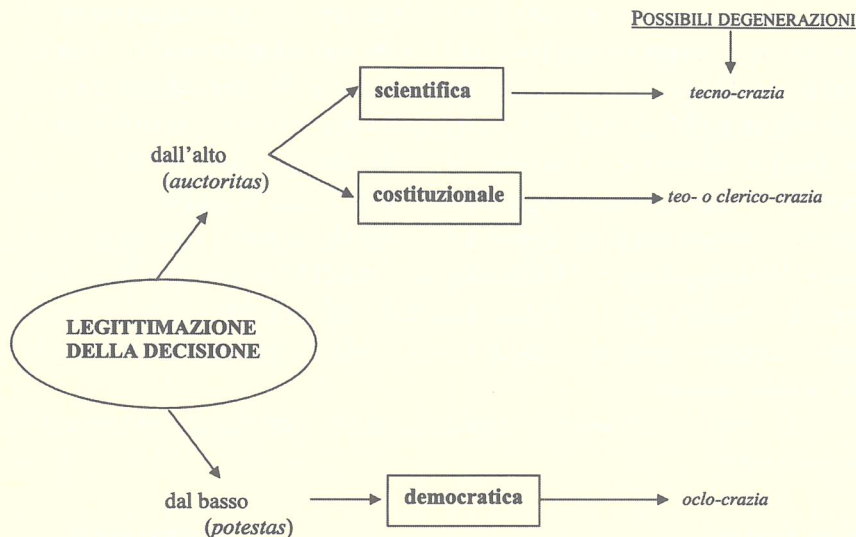 POSSIBILI DEGENERAZIONI
scientifica
tecno-crazia
dall'alto
(auctoritas)
costituzionale
teo- o clerico-crazia
LEGITTIMAZIONE
DELLA DECISIONE
dal basso
(potestas)
democratica
oclo-crazia